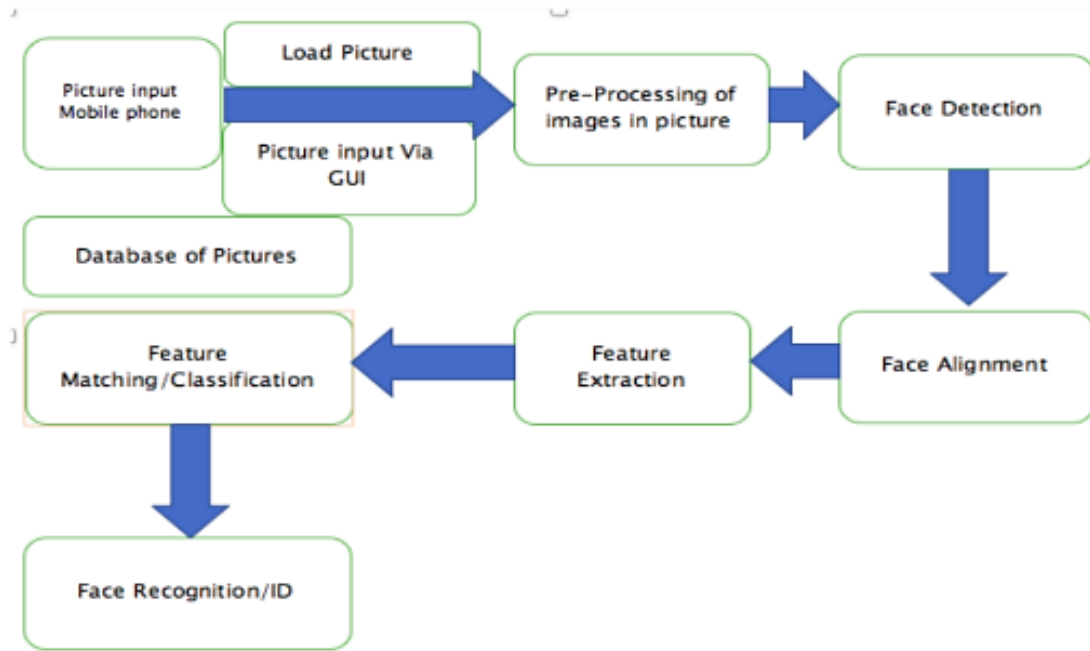 Picture input
Mobile phone
Load Picture
Picture input Via
GUI
Pre-Processing of
images in picture
Face Detection
Database of Pictures
Feature
Matching/Classification
Feature
Extraction
Face Alignment
Face Recognition/ID